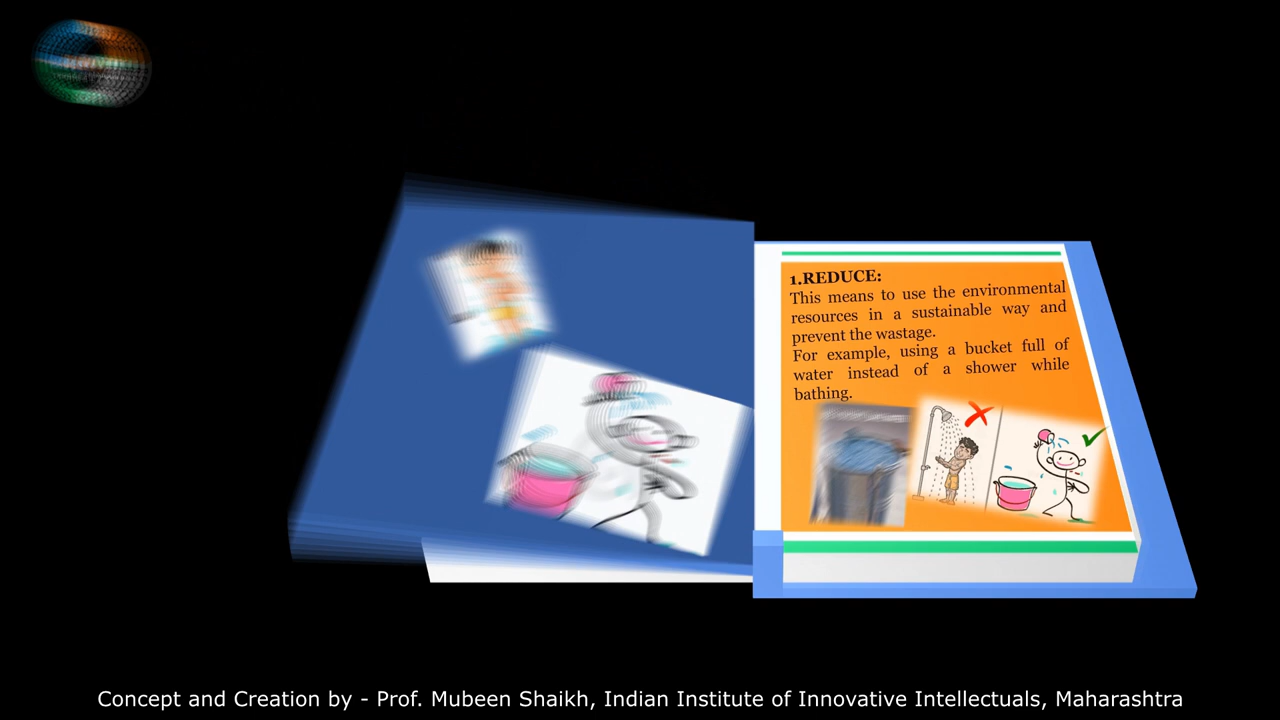 1.REDUCE:
This means to use the environmental
resources in a sustainable way and
prevent the wastage.
For example, using a bucket full of
water instead of a shower while
bathing.
Concept and Creation by - Prof. Mubeen Shaikh, Indian Institute of Innovative Intellectuals, Maharashtra